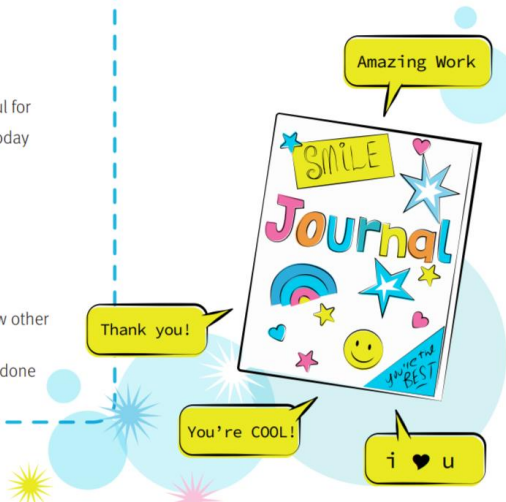 ul for
oday
w other
done
Amazing Work
SMiLE
Journal
Thank you!
you're the
BEST
You're COOL!
i ♥ u